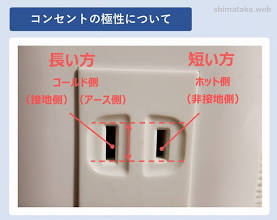 shimatake.web
コンセントの極性について
長い方
短い方
コールド側
ホット側
(接地側)(アース側)
(非接地側)